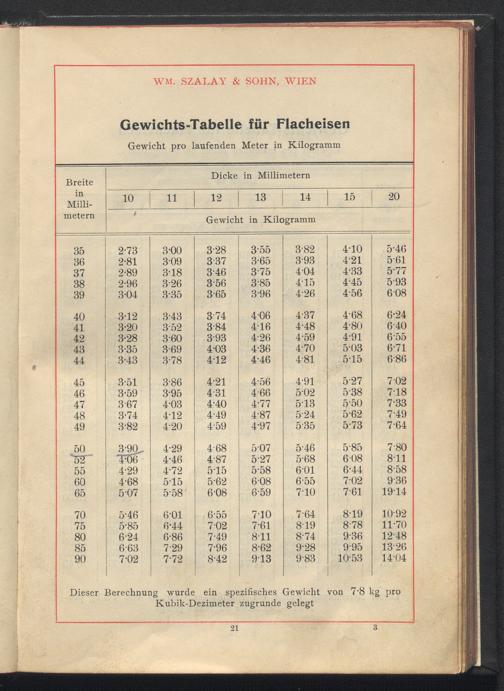 WM. SZALAY & SOHN, WIEN
Gewichts-Tabelle für Flacheisen
Gewicht pro laufenden Meter in Kilogramm
Breite in Milli-metern
Dicke in Millimetern
10 11 12 13 14 15 20
Gewicht in Kilogramm
35 2·73 3·00 3·28 3·55 3·82 4·10 5·46
36 2·81 3·09 3·37 3·65 3·93 4·21 5·61
37 2·89 3·18 3·46 3·75 4·04 4·33 5·77
38 2·96 3·26 3·56 3·85 4·15 4·45 5·93
39 3·04 3·35 3·65 3·96 4·26 4·56 6·08
40 3·12 3·43 3·74 4·06 4·37 4·68 6·24
41 3·20 3·52 3·84 4·16 4·48 4·80 6·40
42 3·28 3·60 3·93 4·26 4·59 4·91 6·55
43 3·35 3·69 4·03 4·36 4·70 5·03 6·71
44 3·43 3·78 4·12 4·46 4·81 5·15 6·86
45 3·51 3·86 4·21 4·56 4·91 5·27 7·02
46 3·59 3·95 4·31 4·66 5·02 5·38 7·18
47 3·67 4·03 4·40 4·77 5·13 5·50 7·33
48 3·74 4·12 4·49 4·87 5·24 5·62 7·49
49 3·82 4·20 4·59 4·97 5·35 5·73 7·64
50 3·90 4·29 4·68 5·07 5·46 5·85 7·80
52 4·06 4·46 4·87 5·27 5·68 6·08 8·11
55 4·29 4·72 5·15 5·58 6·01 6·44 8·58
60 4·68 5·15 5·62 6·08 6·55 7·02 9·36
65 5·07 5·58 6·08 6·59 7·10 7·61 19·14
70 5·46 6·01 6·55 7·10 7·64 8·19 10·92
75 5·85 6·44 7·02 7·61 8·19 8·78 11·70
80 6·24 6·86 7·49 8·11 8·74 9·36 12·48
85 6·63 7·29 7·96 8·62 9·28 9·95 13·26
90 7·02 7·72 8·42 9·13 9·83 10·53 14·04
Dieser Berechnung wurde ein spezifisches Gewicht von 7·8 kg pro
Kubik-Dezimeter zugrunde gelegt
21 3